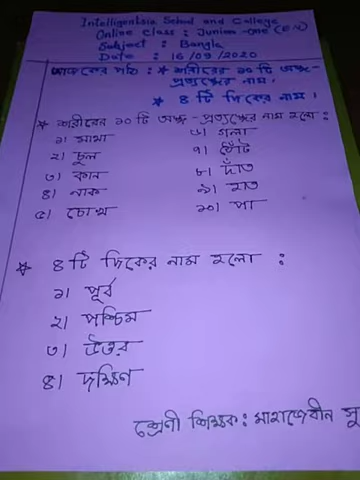 Intelligentsia School and College
Online Class : Junior-One (
Subject : Bangla
Date : 16/09/2020
আজকের পাঠ : * শরীরের ১০ টি অঙ্গ-
প্রত্যঙ্গের নাম।
* ৪ টি দিকের নাম।
* শরীরের ১০ টি অঙ্গ-প্রত্যঙ্গের নাম হলো :
১। মাথা
২। চুল
৩। কান
৪। নাক
৫। চোখ
৬। গলা
৭। ঠোঁট
৮। দাঁত
৯। হাত
১০। পা
* ৪ টি দিকের নাম হলো :
১। পূর্ব
২। পশ্চিম
৩। উত্তর
৪। দক্ষিণ
শ্রেণী শিক্ষক : মাহজেবীন সু